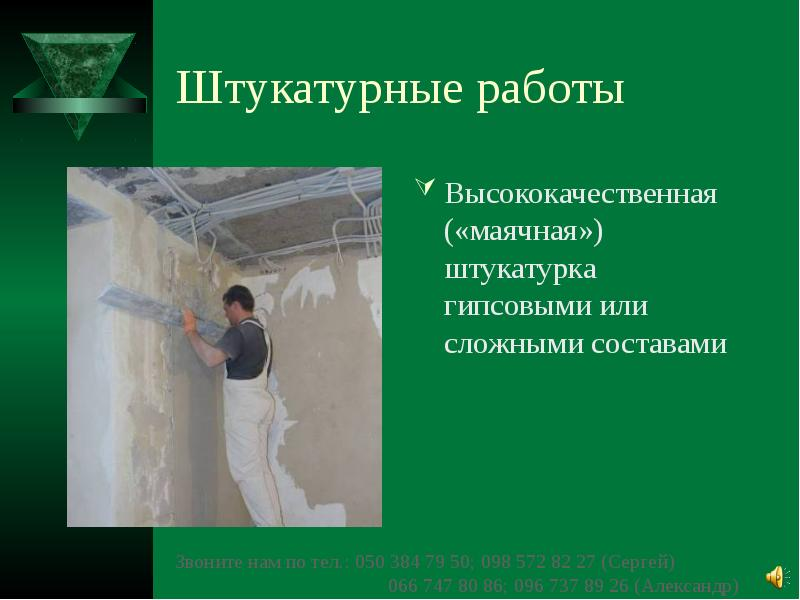 Штукатурные работы
Высококачественная
(«маячная»)
штукатурка
гипсовыми или
сложными составами
Звоните нам по тел.: 050 384 79 50; 098 572 82 27 (Сергей)
066 747 80 86; 096 737 89 26 (Александр)